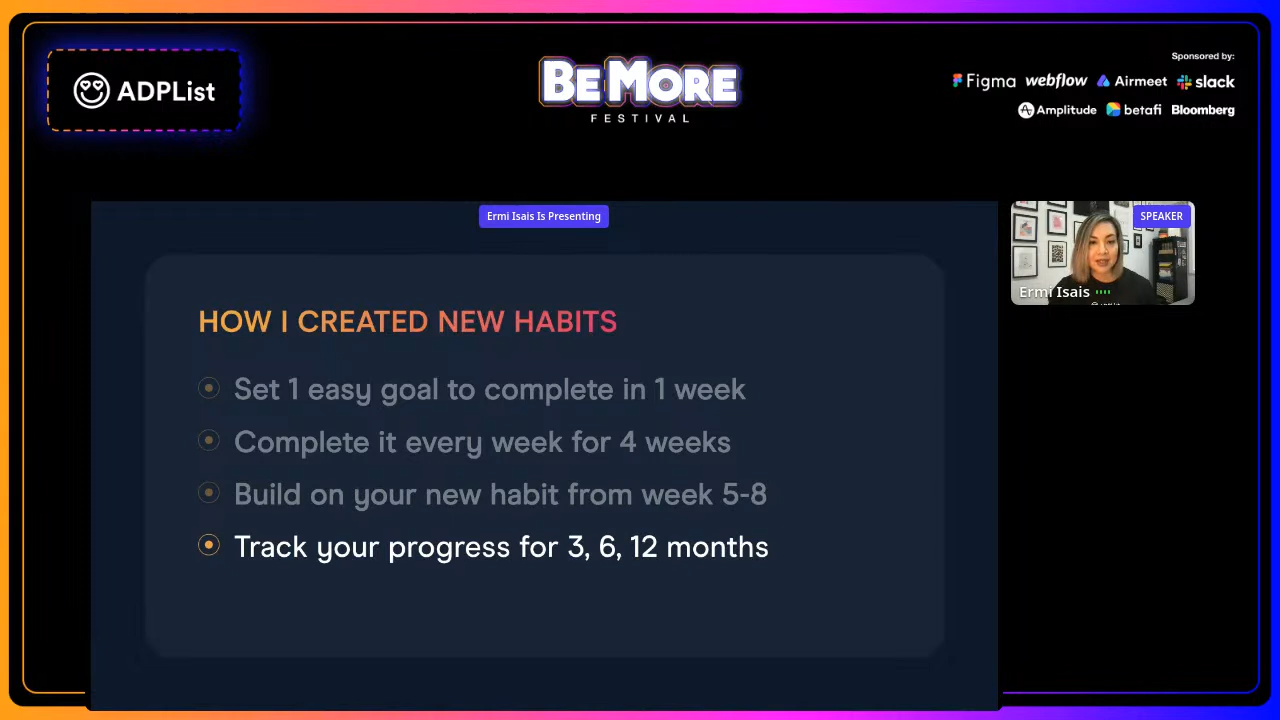 ADPList
BE MORE
FESTIVAL
Sponsored by:
Figma webflow Airmeet slack
Amplitude betafi Bloomberg
Ermi Isais Is Presenting
SPEAKER
Ermi Isais
HOW I CREATED NEW HABITS
Set 1 easy goal to complete in 1 week
Complete it every week for 4 weeks
Build on your new habit from week 5-8
Track your progress for 3, 6, 12 months